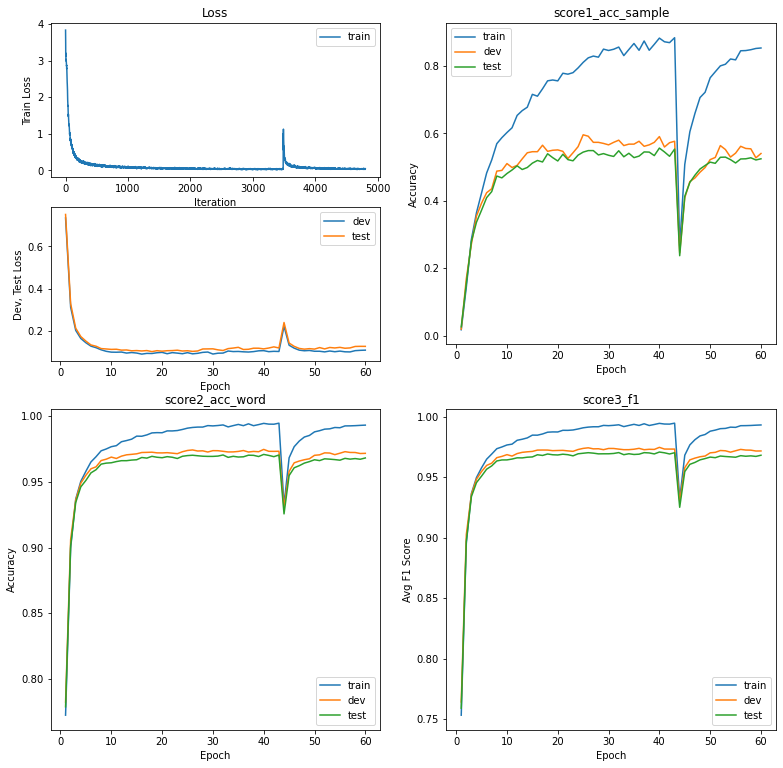 Loss
4
3
2
1
0
Train Loss
train
0 1000 2000 3000 4000 5000
Iteration
0.6
0.4
0.2
Dev, Test Loss
dev
test
0 10 20 30 40 50 60
Epoch
score1_acc_sample
0.8
0.6
0.4
0.2
0.0
Accuracy
train
dev
test
0 10 20 30 40 50 60
Epoch
score2_acc_word
1.00
0.95
0.90
0.85
0.80
Accuracy
train
dev
test
0 10 20 30 40 50 60
Epoch
score3_f1
1.00
0.95
0.90
0.85
0.80
0.75
Avg F1 Score
train
dev
test
0 10 20 30 40 50 60
Epoch